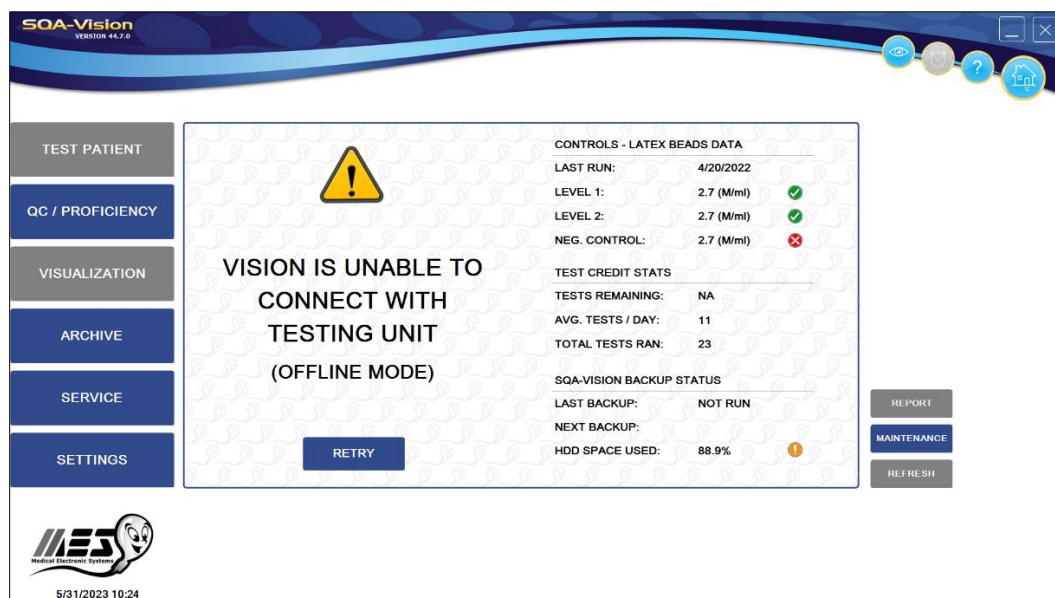 SQA-Vision
VERSION 44.7.0
?
TEST PATIENT
QC / PROFICIENCY
VISUALIZATION
ARCHIVE
SERVICE
SETTINGS
VISION IS UNABLE TO
CONNECT WITH
TESTING UNIT
(OFFLINE MODE)
RETRY
CONTROLS - LATEX BEADS DATA
LAST RUN: 4/20/2022
LEVEL 1: 2.7 (M/ml)
LEVEL 2: 2.7 (M/ml)
NEG. CONTROL: 2.7 (M/ml)
TEST CREDIT STATS
TESTS REMAINING: NA
AVG. TESTS / DAY: 11
TOTAL TESTS RAN: 23
SQA-VISION BACKUP STATUS
LAST BACKUP: NOT RUN
NEXT BACKUP:
HDD SPACE USED: 88.9%
REPORT
MAINTENANCE
REFRESH
MES
Medical Electronic Systems
5/31/2023 10:24